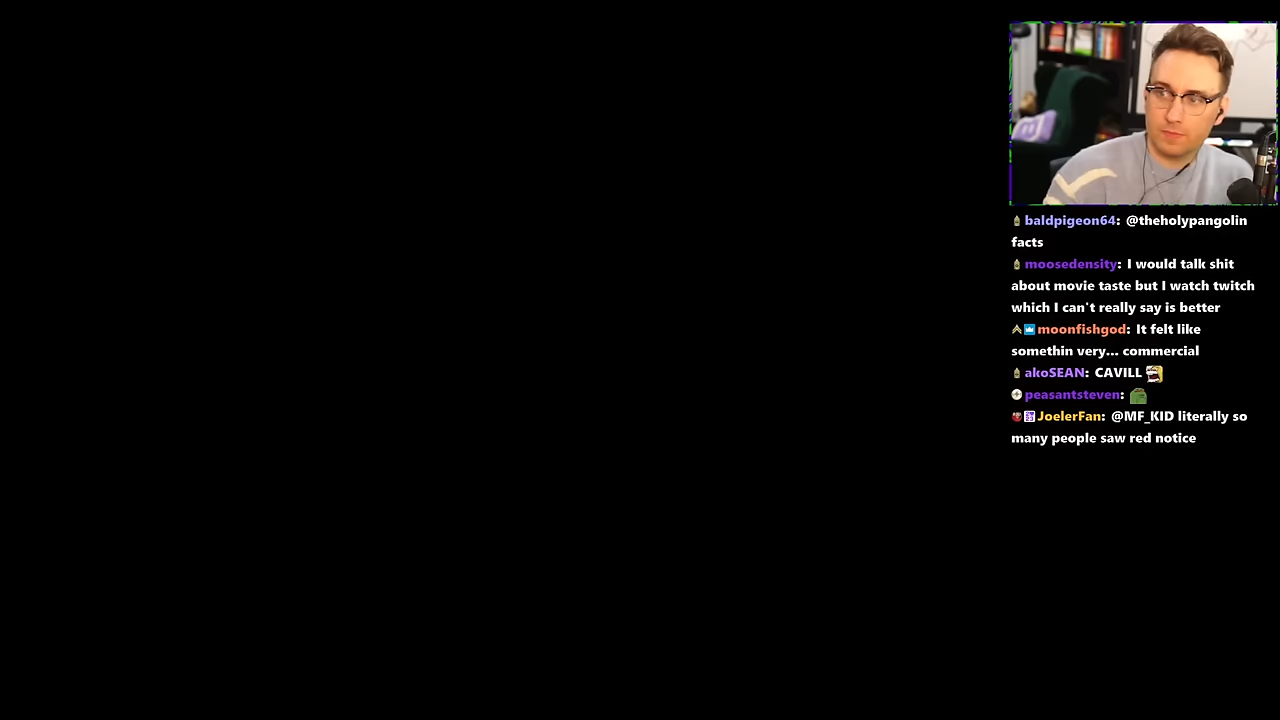 baldpigeon64: @theholypangolin
facts
moosedensity: I would talk shit
about movie taste but I watch twitch
which I can't really say is better
moonfishgod: It felt like
somethin very... commercial
akoSEAN: CAVILL
peasantsteven:
JoelerFan: @MF_KID literally so
many people saw red notice